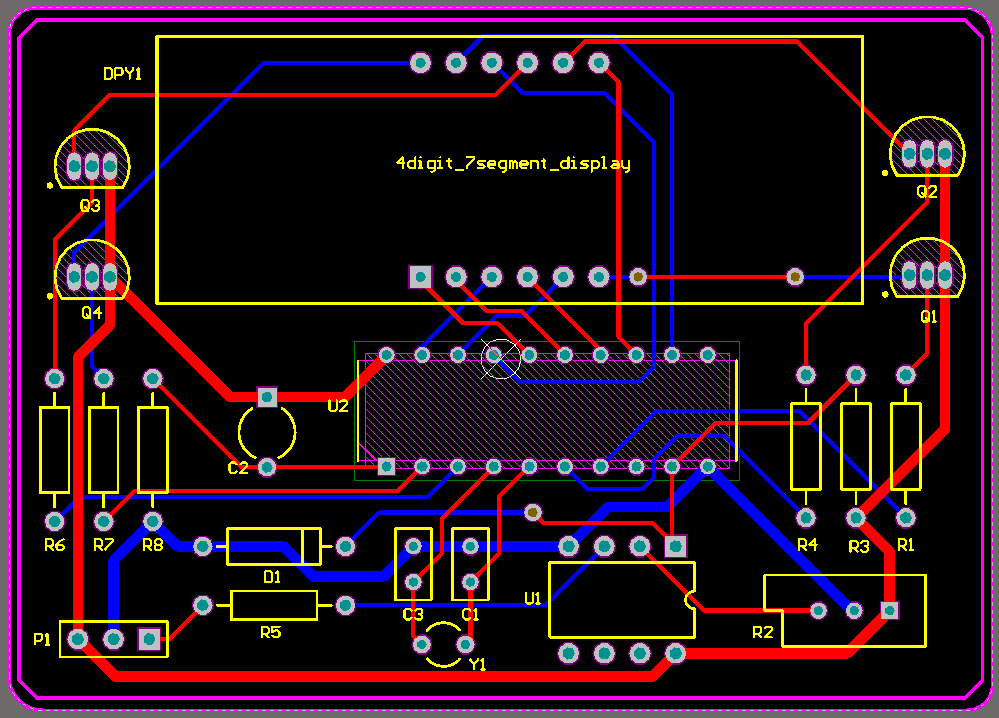 DPY1
4digit_7segment_display
Q3
Q2
Q4
Q1
U2
C2
R6
R7
R8
R4
R3
R1
D1
C3
C1
U1
R5
R2
P1
Y1